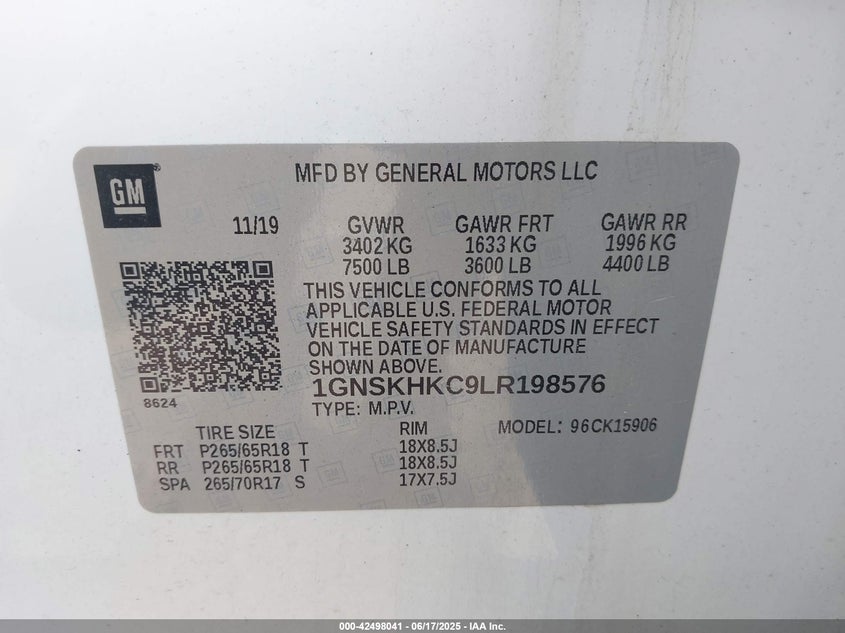 GM
MFD BY GENERAL MOTORS LLC
11/19 GVWR GAWR FRT GAWR RR
3402 KG 1633 KG 1996 KG
7500 LB 3600 LB 4400 LB
THIS VEHICLE CONFORMS TO ALL
APPLICABLE U.S. FEDERAL MOTOR
VEHICLE SAFETY STANDARDS IN EFFECT
ON THE DATE OF MANUFACTURE
SHOWN ABOVE.
1GNSKHKC9LR198576
8624
TYPE: M.P.V.
TIRE SIZE RIM MODEL: 96CK15906
FRT P265/65R18 T 18X8.5J
RR P265/65R18 T 18X8.5J
SPA 265/70R17 S 17X7.5J
000-42498041 - 06/17/2025 - IAA Inc.